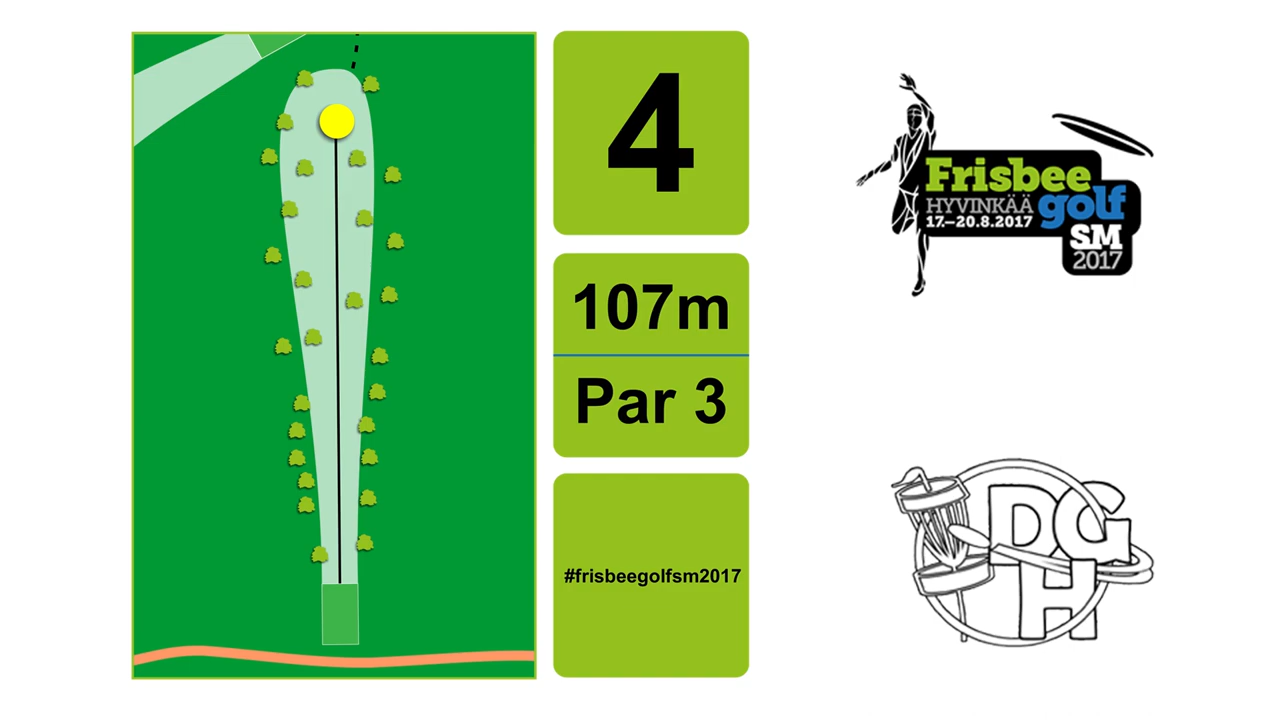 4
107m
Par 3
#frisbeegolfsm2017
Frisbee
HYVINKÄÄ golf
17.–20.8.2017
SM
2017
DG
H